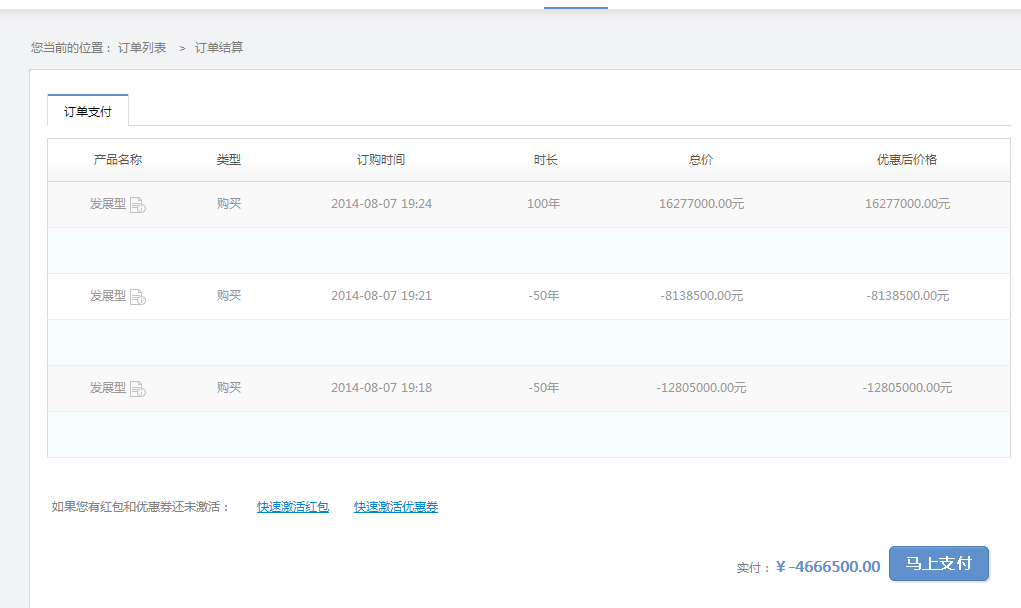 您当前的位置： 订单列表 > 订单结算
订单支付
产品名称 类型 订购时间 时长 总价 优惠后价格
发展型 购买 2014-08-07 19:24 100年 16277000.00元 16277000.00元
发展型 购买 2014-08-07 19:21 -50年 -8138500.00元 -8138500.00元
发展型 购买 2014-08-07 19:18 -50年 -12805000.00元 -12805000.00元
如果您有红包和优惠券还未激活： 快速激活红包 快速激活优惠券
实付：￥-4666500.00 马上支付